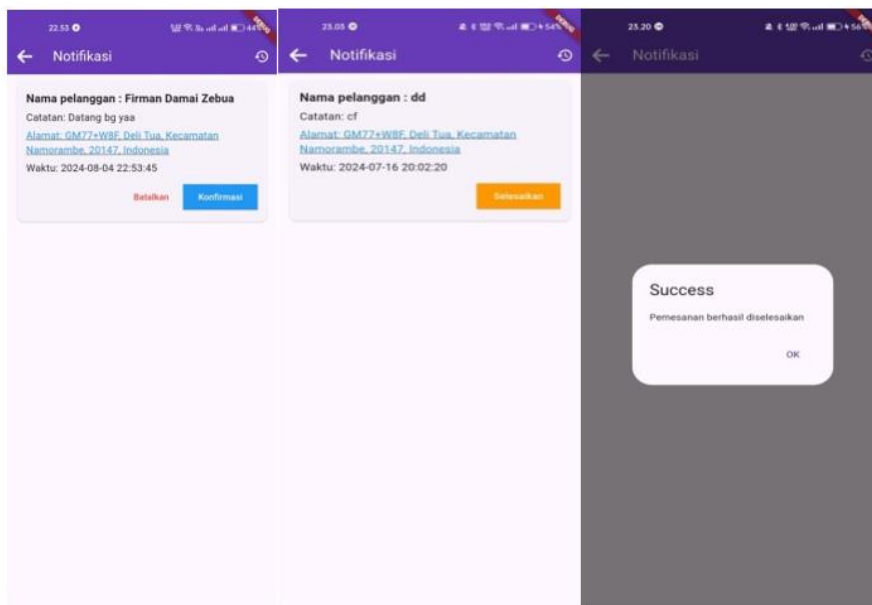 22.53
DEBUG
Notifikasi
Nama pelanggan : Firman Damai Zebua
Catatan: Datang bg yaa
Alamat: GM77+W8F, Deli Tua, Kecamatan
Namorambe, 20147, Indonesia
Waktu: 2024-08-04 22:53:45
Batalkan
Konfirmasi
23.03
DEBUG
Notifikasi
Nama pelanggan : dd
Catatan: cf
Alamat: GM77+W8F, Deli Tua, Kecamatan
Namorambe, 20147, Indonesia
Waktu: 2024-07-16 20:02:20
Selesaikan
23.20
Notifikasi
Success
Pemesanan berhasil diselesaikan
OK